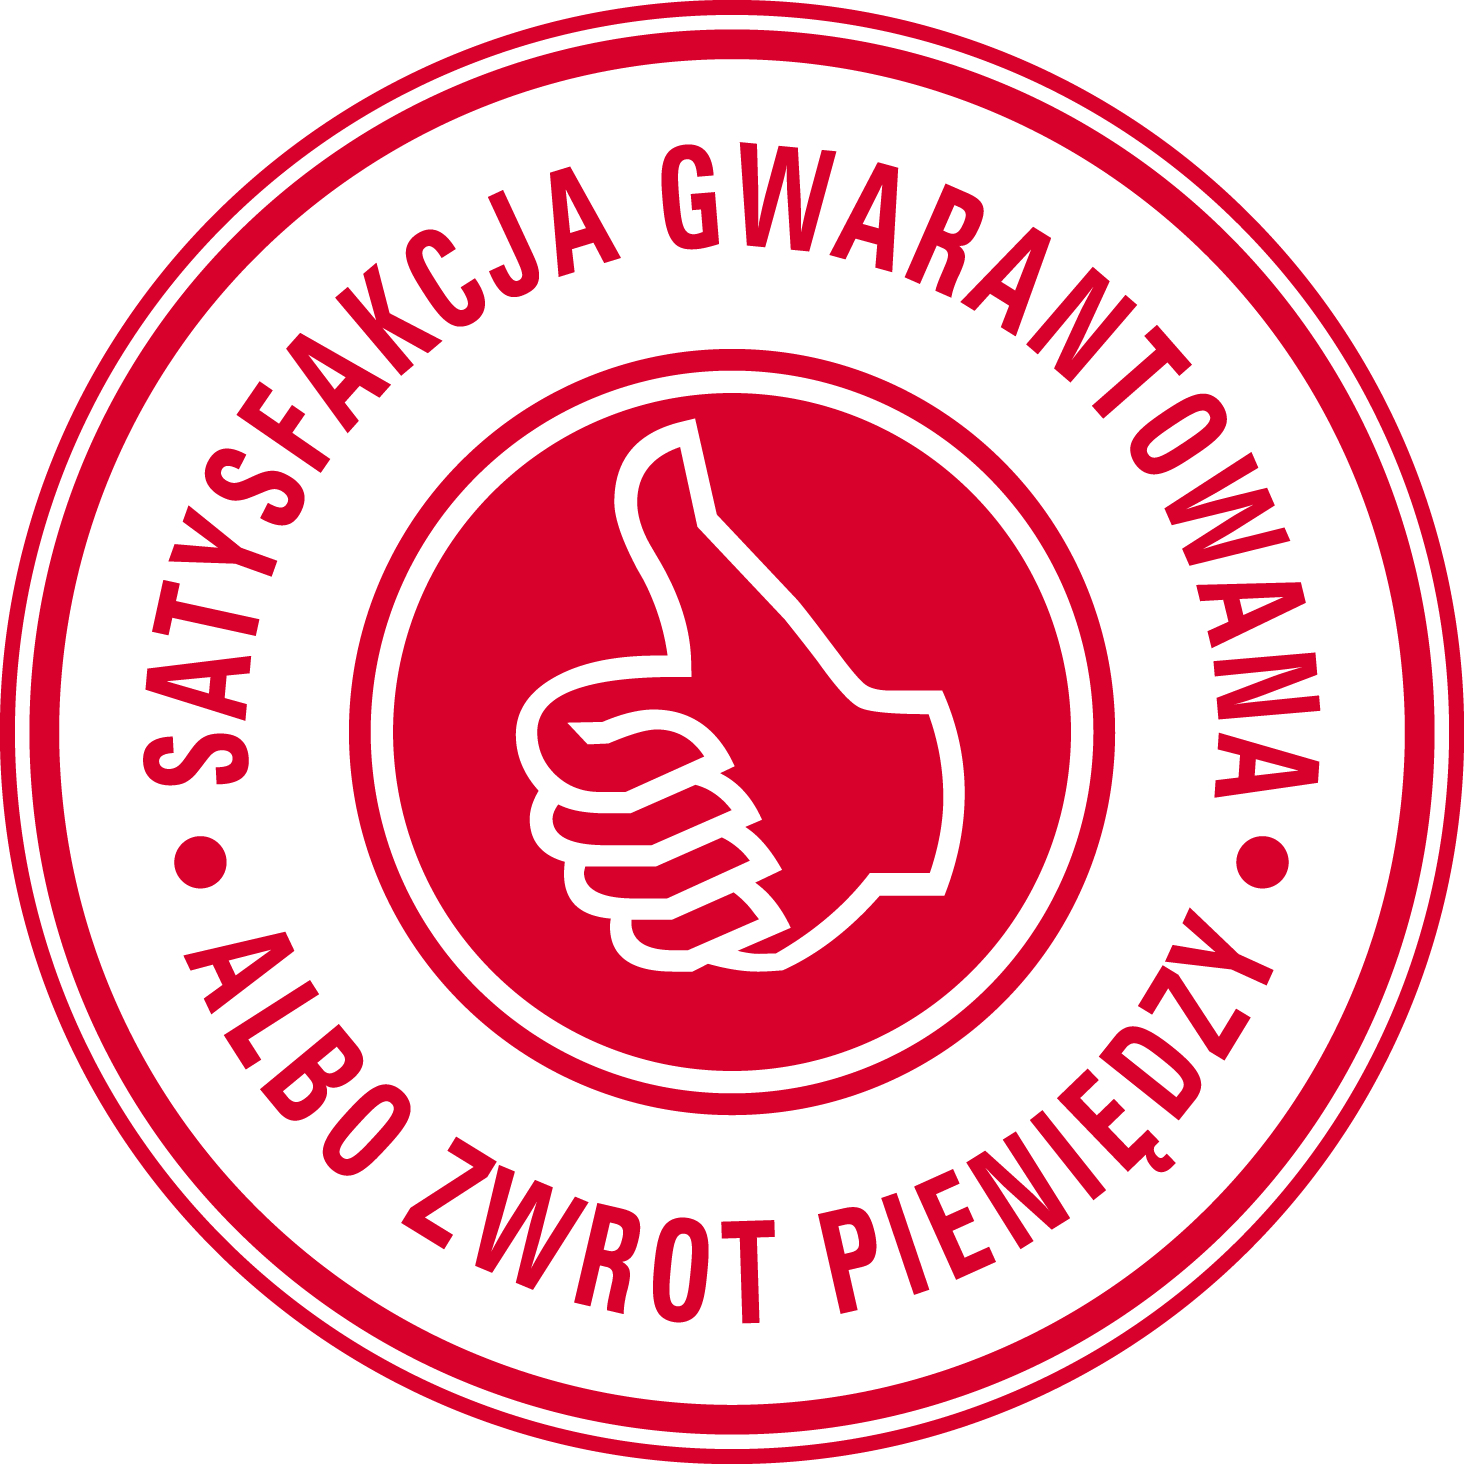 SATYSFAKCJA GWARANTOWANA
ALBO ZWROT PIENIĘDZY